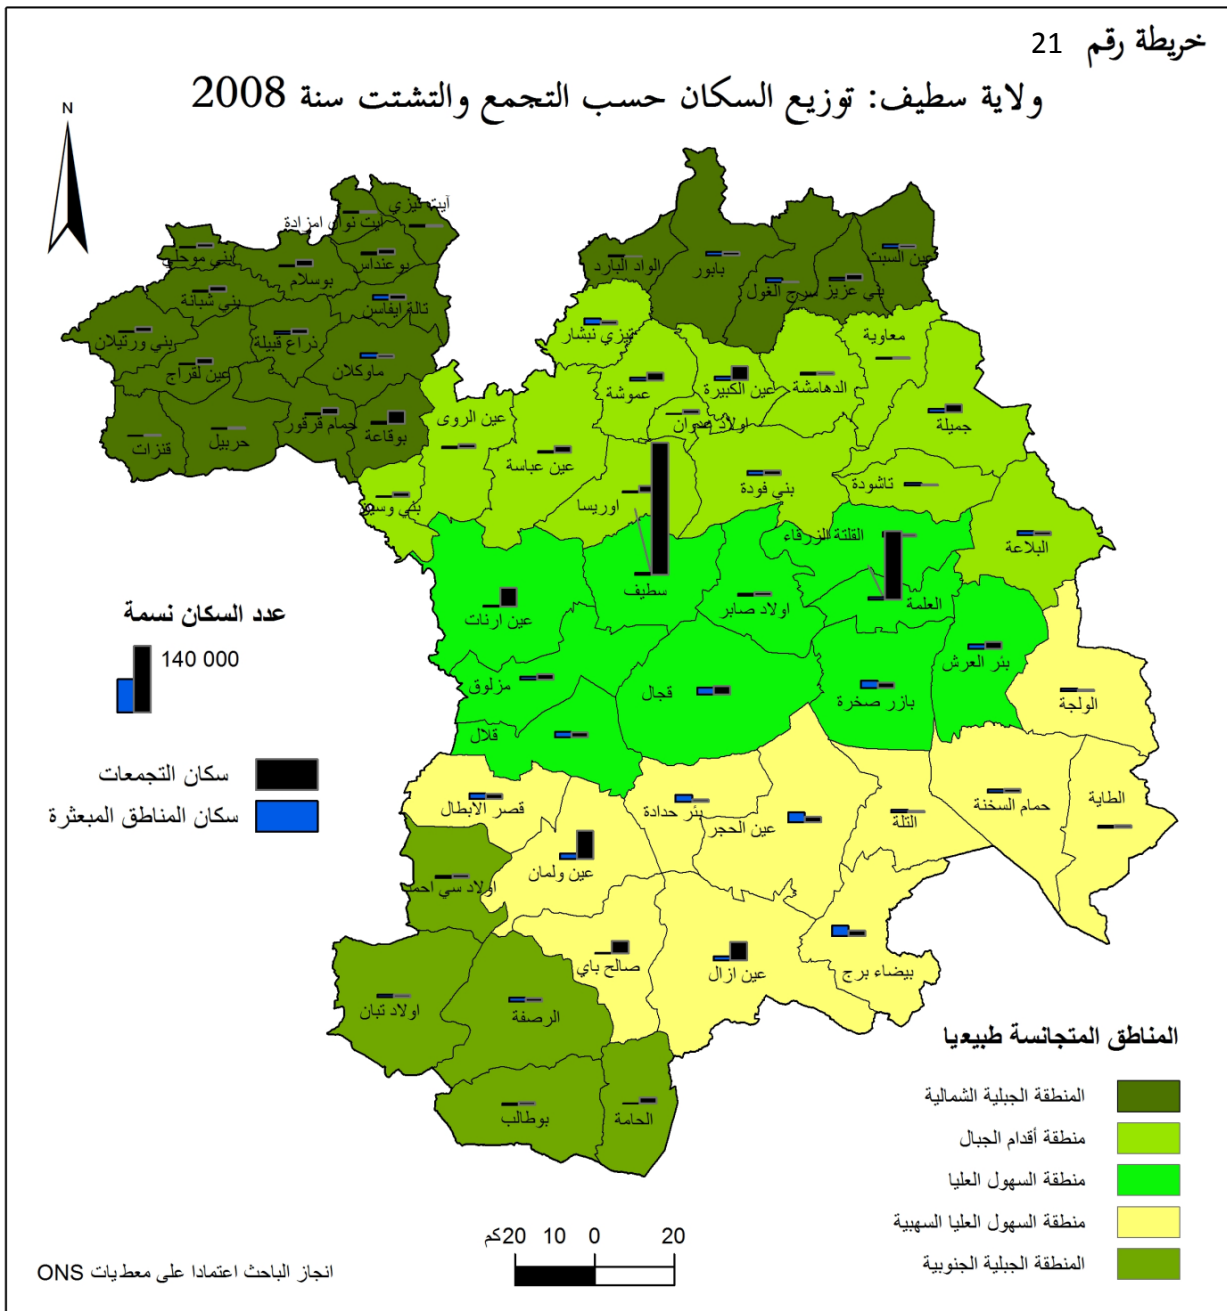 خريطة رقم 21
ولاية سطيف: توزيع السكان حسب التجمع والتشتت سنة 2008
N
آيت تيزي
آيت نوال امزادة
بني موحلي
بوسلام
بوعنداس
بني شبانة
تالة ايفاسن
بني ورتيلان
ذراع قبيلة
عين لقراج
ماوكلان
قنزات
حربيل
حمام قرقور
بوقاعة
الواد البارد
بابور
سرج الغول
بني عزيز
عين السبت
تيزي نبشار
معاوية
عموشة
عين الكبيرة
الدهامشة
جميلة
عين الروى
عين عباسة
اولاد عدوان
بني وسين
اوريسا
بني فودة
تاشودة
البلاعة
القلتة الزرقاء
سطيف
عين ارنات
اولاد صابر
العلمة
بئر العرش
مزلوق
قجال
بازر صخرة
قلال
الولجة
قصر الابطال
بئر حدادة
عين الحجر
التلة
حمام السخنة
الطاية
عين ولمان
اولاد سي احمد
صالح باي
عين ازال
بيضاء برج
اولاد تبان
الرصفة
بوطالب
الحامة
عدد السكان نسمة
140 000
سكان التجمعات
سكان المناطق المبعثرة
المناطق المتجانسة طبيعيا
المنطقة الجبلية الشمالية
منطقة أقدام الجبال
منطقة السهول العليا
منطقة السهول العليا السهبية
المنطقة الجبلية الجنوبية
كم20 10 0 20
انجاز الباحث اعتمادا على معطيات ONS